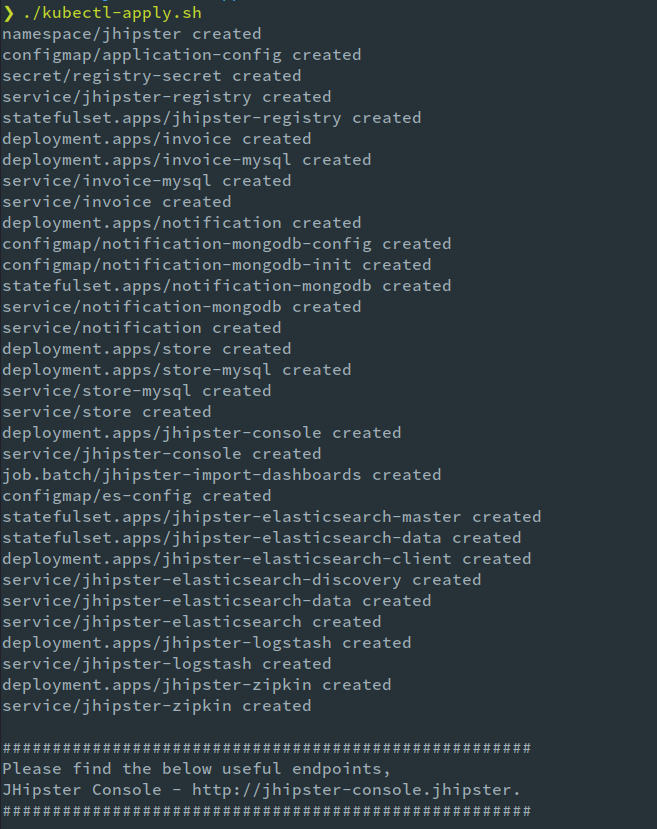 ❯ ./kubectl-apply.sh
namespace/jhipster created
configmap/application-config created
secret/registry-secret created
service/jhipster-registry created
statefulset.apps/jhipster-registry created
deployment.apps/invoice created
deployment.apps/invoice-mysql created
service/invoice-mysql created
service/invoice created
deployment.apps/notification created
configmap/notification-mongodb-config created
configmap/notification-mongodb-init created
statefulset.apps/notification-mongodb created
service/notification-mongodb created
service/notification created
deployment.apps/store created
deployment.apps/store-mysql created
service/store-mysql created
service/store created
deployment.apps/jhipster-console created
service/jhipster-console created
job.batch/jhipster-import-dashboards created
configmap/es-config created
statefulset.apps/jhipster-elasticsearch-master created
statefulset.apps/jhipster-elasticsearch-data created
deployment.apps/jhipster-elasticsearch-client created
service/jhipster-elasticsearch-discovery created
service/jhipster-elasticsearch-data created
service/jhipster-elasticsearch created
deployment.apps/jhipster-logstash created
service/jhipster-logstash created
deployment.apps/jhipster-zipkin created
service/jhipster-zipkin created
#####################################################
Please find the below useful endpoints,
JHipster Console - http://jhipster-console.jhipster.
#####################################################